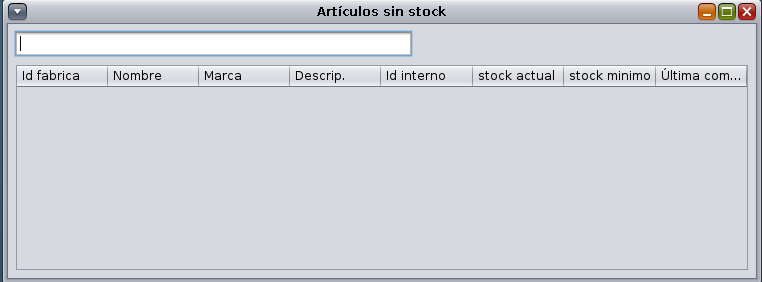 Artículos sin stock
Id fabrica Nombre Marca Descrip. Id interno stock actual stock minimo Última com...